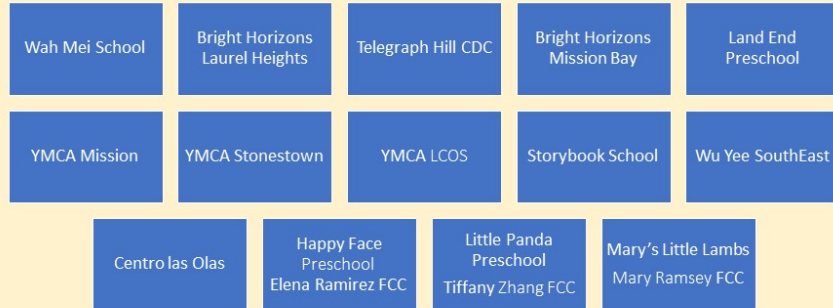 Wah Mei School
Bright Horizons
Laurel Heights
Telegraph Hill CDC
Bright Horizons
Mission Bay
Land End
Preschool
YMCA Mission
YMCA Stonestown
YMCA LCOS
Storybook School
Wu Yee SouthEast
Centro las Olas
Happy Face
Preschool
Elena Ramirez FCC
Little Panda
Preschool
Tiffany Zhang FCC
Mary's Little Lambs
Mary Ramsey FCC